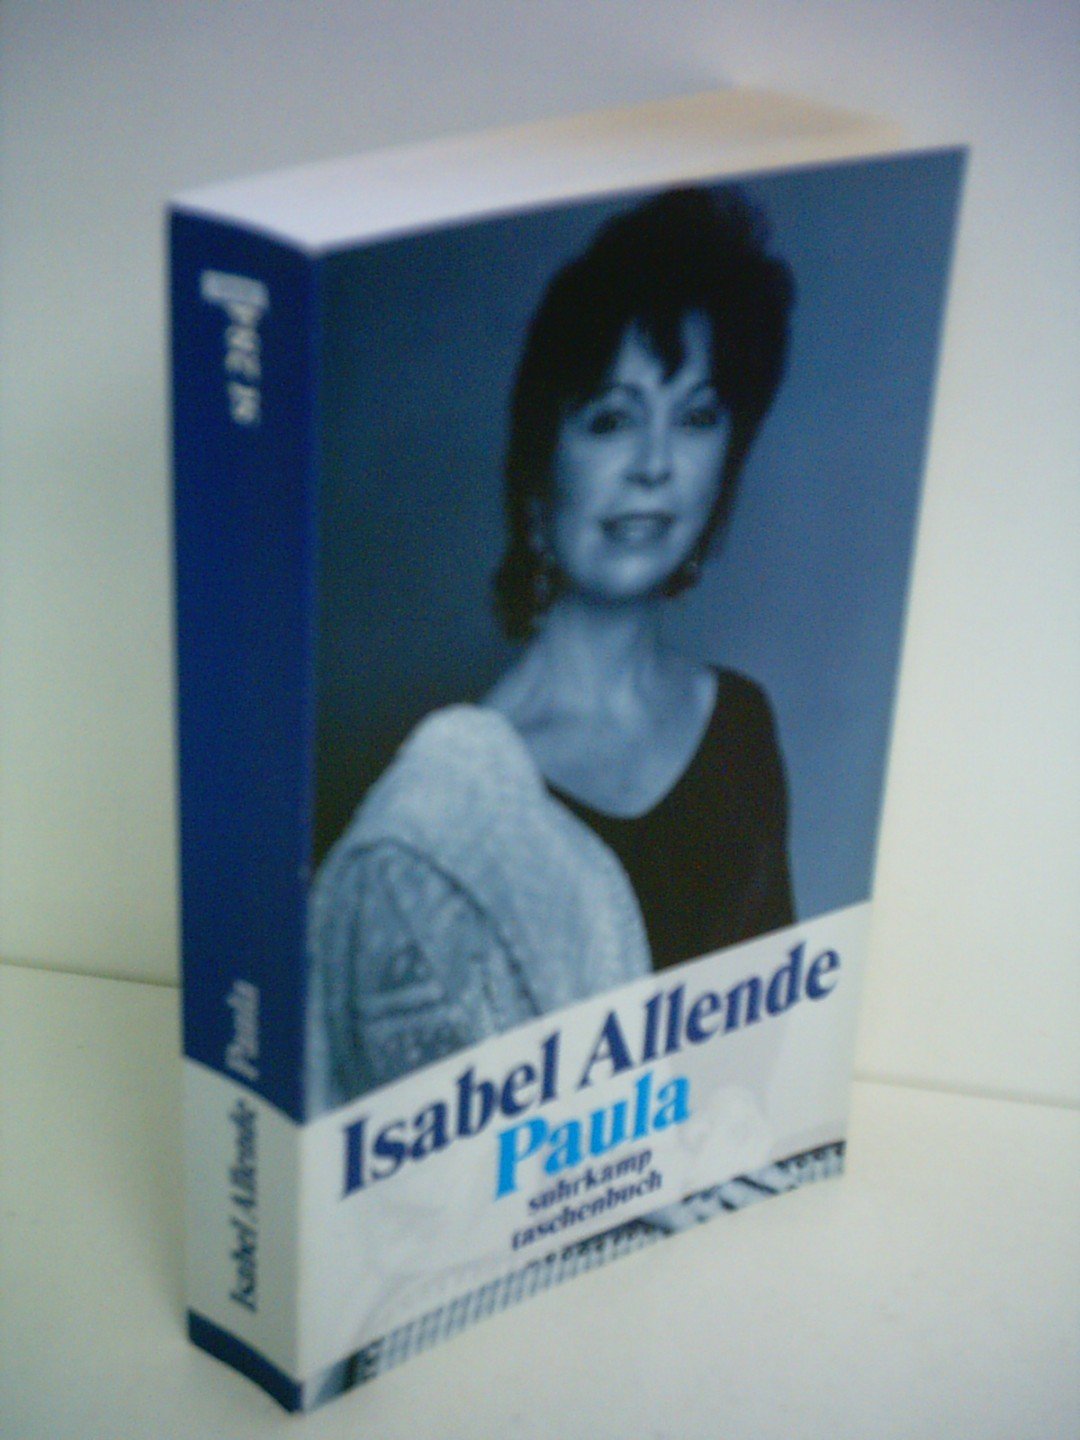 Isabel Allende
Paula
suhrkamp
taschenbuch
Isabel Allende Paula